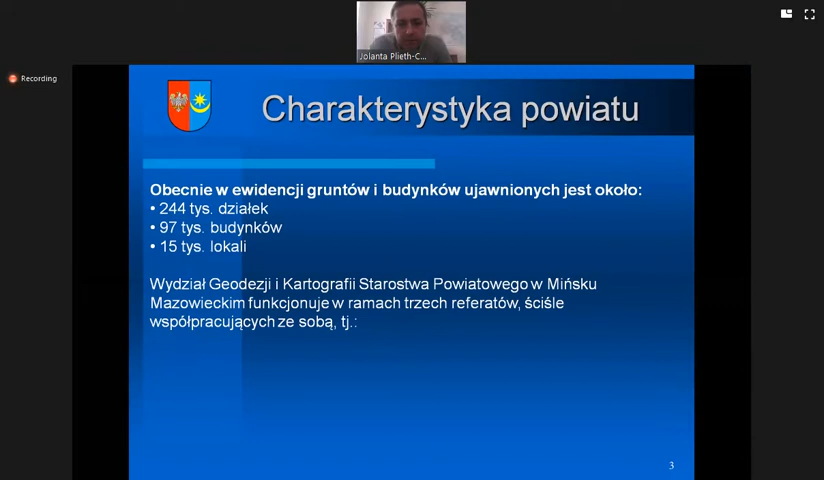 Jolanta Plieth-C...
Recording
Charakterystyka powiatu
Obecnie w ewidencji gruntów i budynków ujawnionych jest około:
• 244 tys. działek
• 97 tys. budynków
• 15 tys. lokali
Wydział Geodezji i Kartografii Starostwa Powiatowego w Mińsku
Mazowieckim funkcjonuje w ramach trzech referatów, ściśle
współpracujących ze sobą, tj.:
3